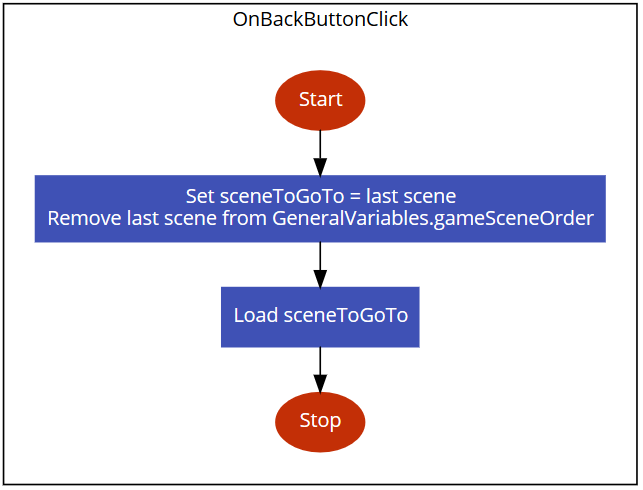 OnBackButtonClick
Start
Set sceneToGoTo = last scene
Remove last scene from GeneralVariables.gameSceneOrder
Load sceneToGoTo
Stop